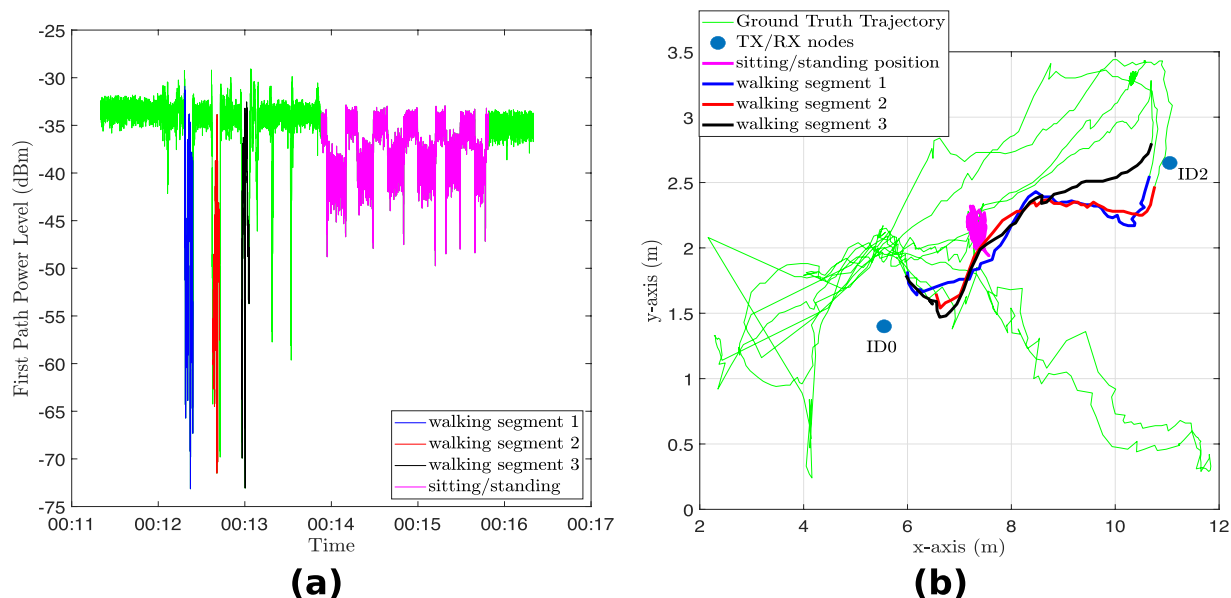 First Path Power Level (dBm)
-25
-30
-35
-40
-45
-50
-55
-60
-65
-70
-75
00:11
00:12
00:13
00:14
00:15
00:16
00:17
Time
walking segment 1
walking segment 2
walking segment 3
sitting/standing
(a)
Ground Truth Trajectory
TX/RX nodes
sitting/standing position
walking segment 1
walking segment 2
walking segment 3
y-axis (m)
3.5
3
2.5
2
1.5
1
0.5
0
2
4
6
8
10
12
x-axis (m)
ID0
ID2
(b)